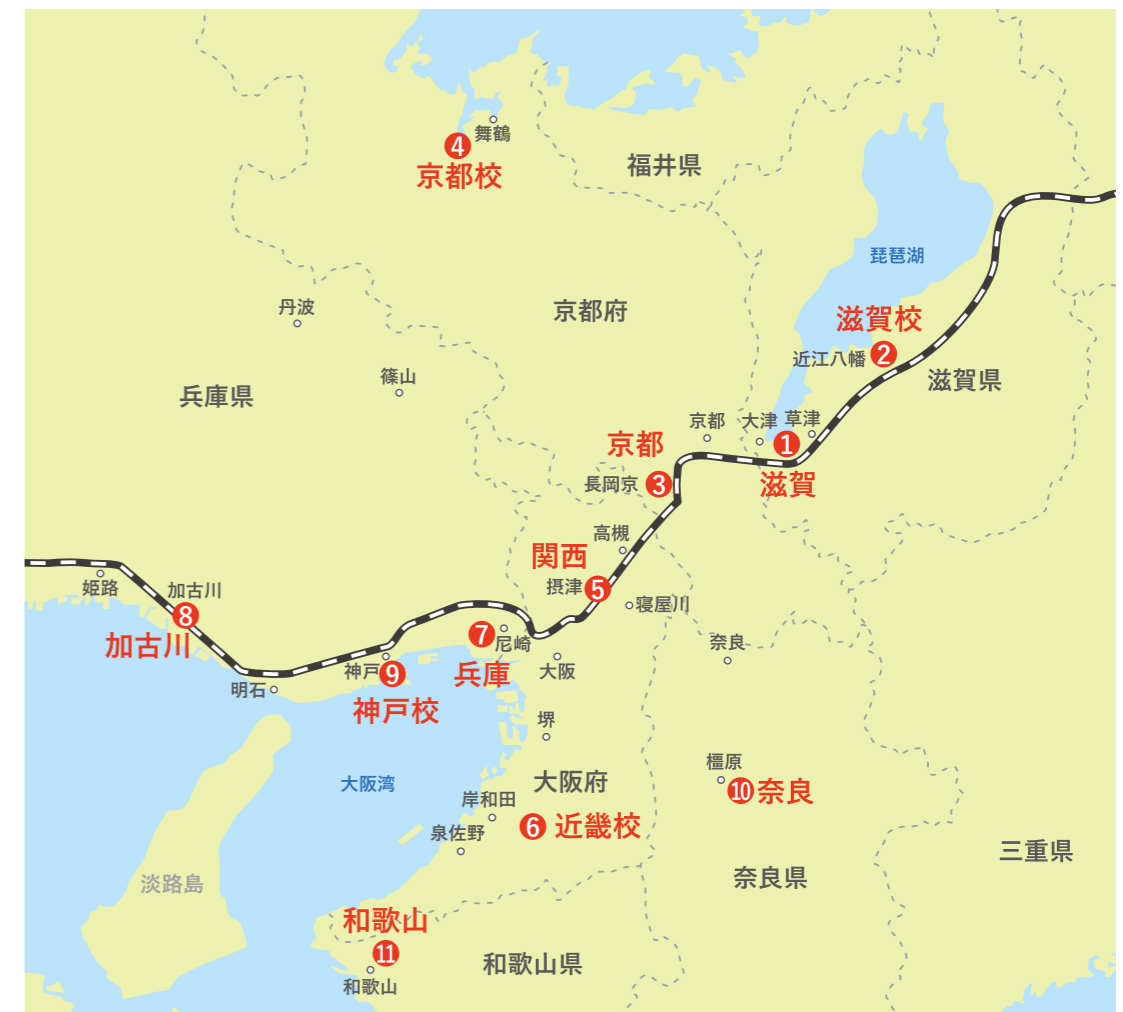 ❹
舞鶴
京都校
福井県
琵琶湖
丹波
京都府
滋賀校
近江八幡
❷
滋賀県
篠山
兵庫県
京都
大津
草津
❶
滋賀
京都
長岡京
❸
高槻
関西
摂津
❺
寝屋川
姫路
加古川
❽
加古川
❼
尼崎
兵庫
大阪
奈良
神戸
❾
神戸校
明石
堺
橿原
❿
奈良
大阪湾
大阪府
岸和田
❻
近畿校
泉佐野
三重県
奈良県
淡路島
和歌山
⓫
和歌山
和歌山県